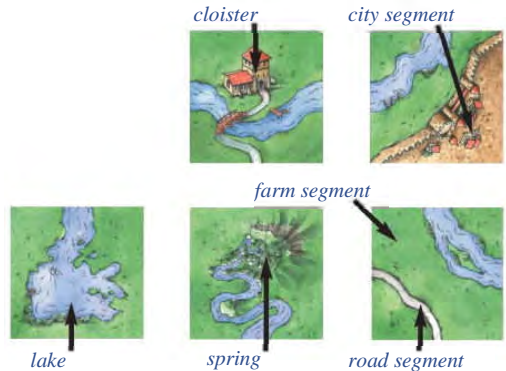 cloister
city segment
farm segment
lake
spring
road segment